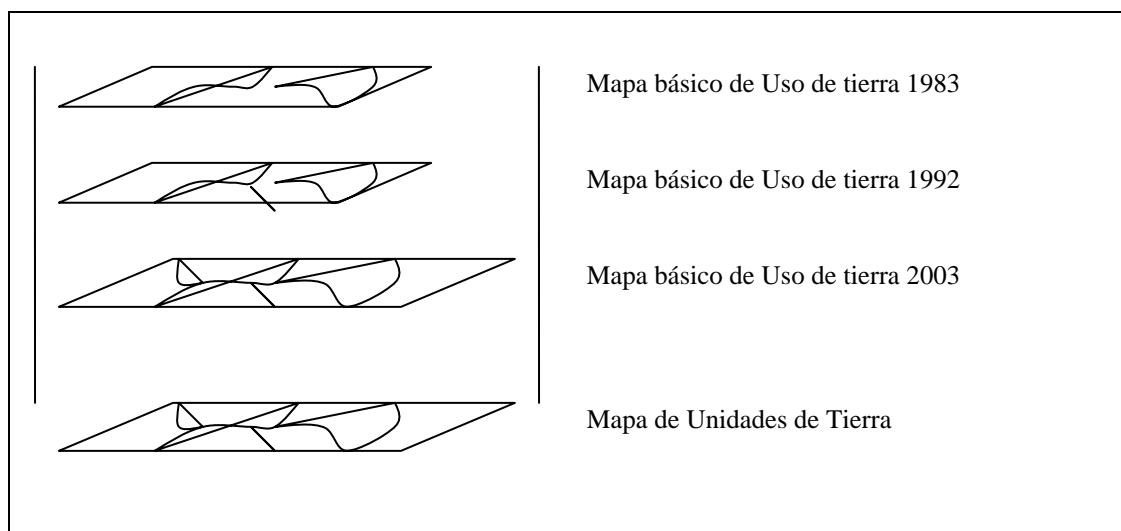 Mapa básico de Uso de tierra 1983
Mapa básico de Uso de tierra 1992
Mapa básico de Uso de tierra 2003
Mapa de Unidades de Tierra